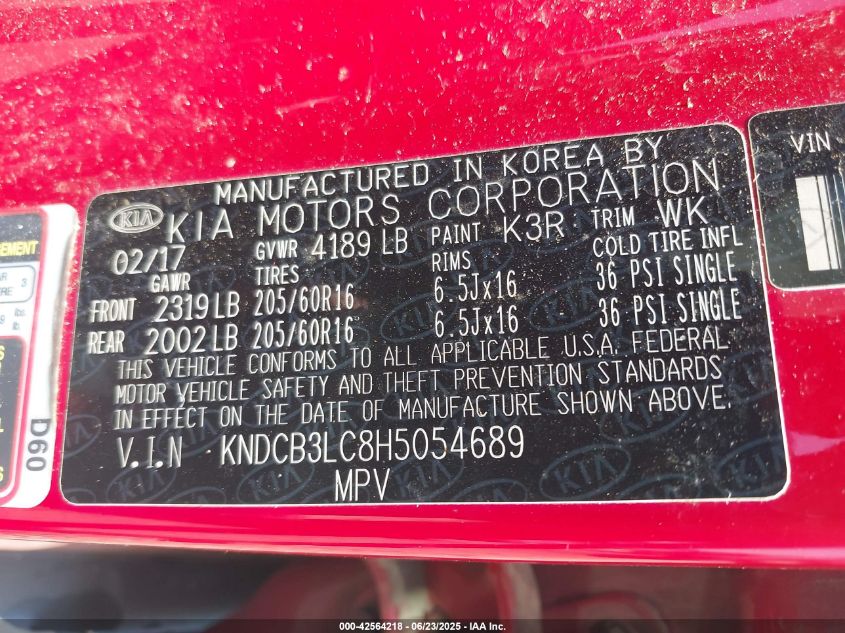 MANUFACTURED IN KOREA BY
KIA KIA MOTORS CORPORATION
02/17 GVWR 4189 LB PAINT K3R TRIM WK
GAWR TIRES RIMS COLD TIRE INFL
FRONT 2319 LB 205/60R16 6.5Jx16 36 PSI SINGLE
REAR 2002 LB 205/60R16 6.5Jx16 36 PSI SINGLE
THIS VEHICLE CONFORMS TO ALL APPLICABLE U.S.A. FEDERAL
MOTOR VEHICLE SAFETY AND THEFT PREVENTION STANDARDS
IN EFFECT ON THE DATE OF MANUFACTURE SHOWN ABOVE.
V.I.N KNDCB3LC8H5054689
MPV
VIN
D60
000-42564218 - 06/23/2025 - IAA Inc.